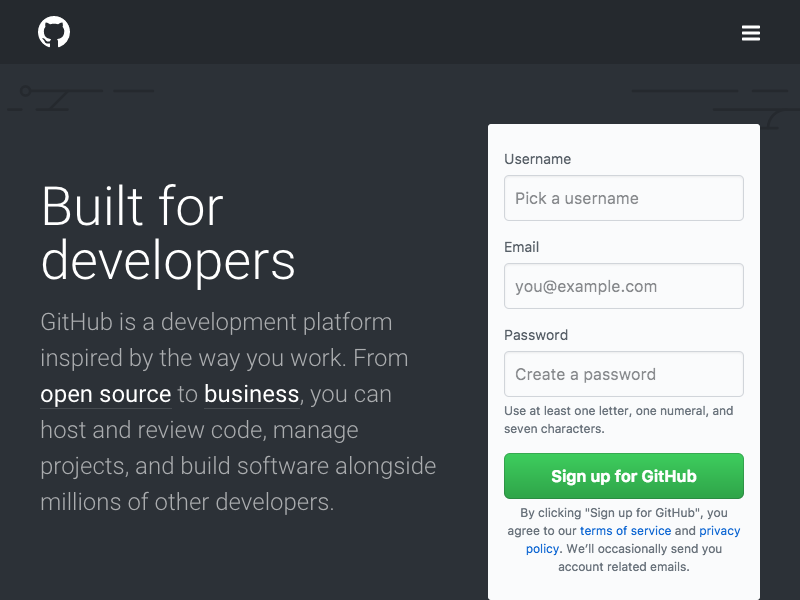 Built for
developers
GitHub is a development platform
inspired by the way you work. From
open source to business, you can
host and review code, manage
projects, and build software alongside
millions of other developers.
Username
Pick a username
Email
you@example.com
Password
Create a password
Use at least one letter, one numeral, and
seven characters.
Sign up for GitHub
By clicking "Sign up for GitHub", you
agree to our terms of service and privacy
policy. We’ll occasionally send you
account related emails.